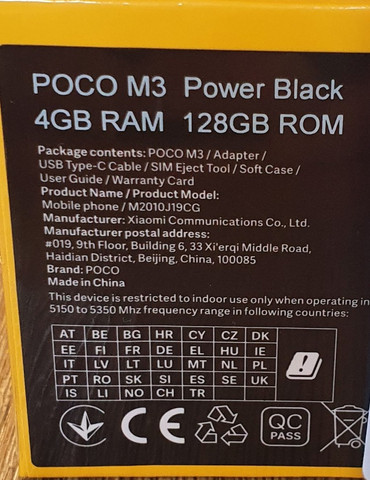 POCO M3 Power Black
4GB RAM 128GB ROM
Package contents: POCO M3 / Adapter /
USB Type-C Cable / SIM Eject Tool / Soft Case /
User Guide / Warranty Card
Product Name / Product Model:
Mobile phone / M2010J19CG
Manufacturer: Xiaomi Communications Co., Ltd.
Manufacturer postal address:
#019, 9th Floor, Building 6, 33 Xi'erqi Middle Road,
Haidian District, Beijing, China, 100085
Brand: POCO
Made in China
This device is restricted to indoor use only when operating in
5150 to 5350 Mhz frequency range in following countries:
AT BE BG HR CY CZ DK
EE FI FR DE EL HU IE
IT LV LT LU MT NL PL
PT RO SK SI ES SE UK
IS LI NO CH TR
CE
QC
PASS